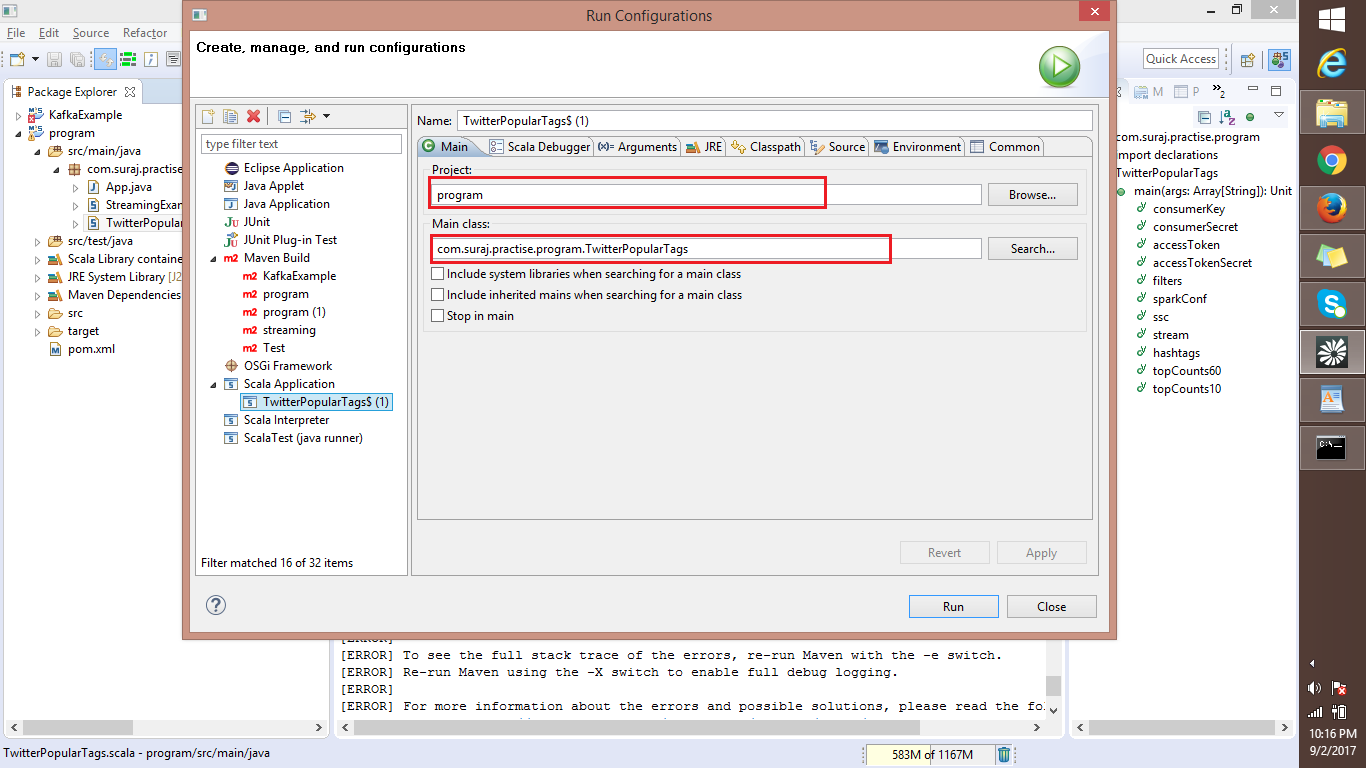 Run Configurations
File Edit Source Refactor
Create, manage, and run configurations
Quick Access
Package Explorer
M P 2
KafkaExample
program
src/main/java
com.suraj.practise
App.java
StreamingExa
TwitterPopular
src/test/java
Scala Library containe
JRE System Library [J2
Maven Dependencies
src
target
pom.xml
type filter text
Eclipse Application
Java Applet
Java Application
JUnit
JUnit Plug-in Test
Maven Build
KafkaExample
program
program (1)
streaming
Test
OSGi Framework
Scala Application
TwitterPopularTags$ (1)
Scala Interpreter
ScalaTest (java runner)
Filter matched 16 of 32 items
Name: TwitterPopularTags$ (1)
Main Scala Debugger (x)= Arguments JRE Classpath Source Environment Common
Project:
program Browse...
Main class:
com.suraj.practise.program.TwitterPopularTags Search...
Include system libraries when searching for a main class
Include inherited mains when searching for a main class
Stop in main
Revert Apply
Run Close
com.suraj.practise.program
import declarations
TwitterPopularTags
main(args: Array[String]): Unit
consumerKey
consumerSecret
accessToken
accessTokenSecret
filters
sparkConf
ssc
stream
hashtags
topCounts60
topCounts10
[ERROR]
[ERROR] To see the full stack trace of the errors, re-run Maven with the -e switch.
[ERROR] Re-run Maven using the -X switch to enable full debug logging.
[ERROR]
[ERROR] For more information about the errors and possible solutions, please read the fo
TwitterPopularTags.scala - program/src/main/java
583M of 1167M
10:16 PM
9/2/2017